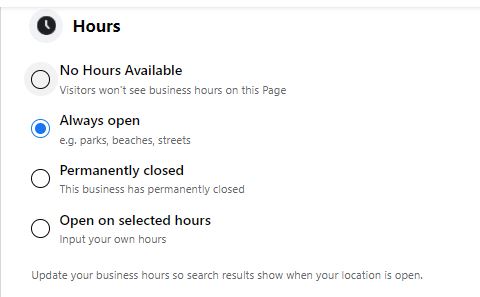 Hours
No Hours Available
Visitors won't see business hours on this Page
Always open
e.g. parks, beaches, streets
Permanently closed
This business has permanently closed
Open on selected hours
Input your own hours
Update your business hours so search results show when your location is open.